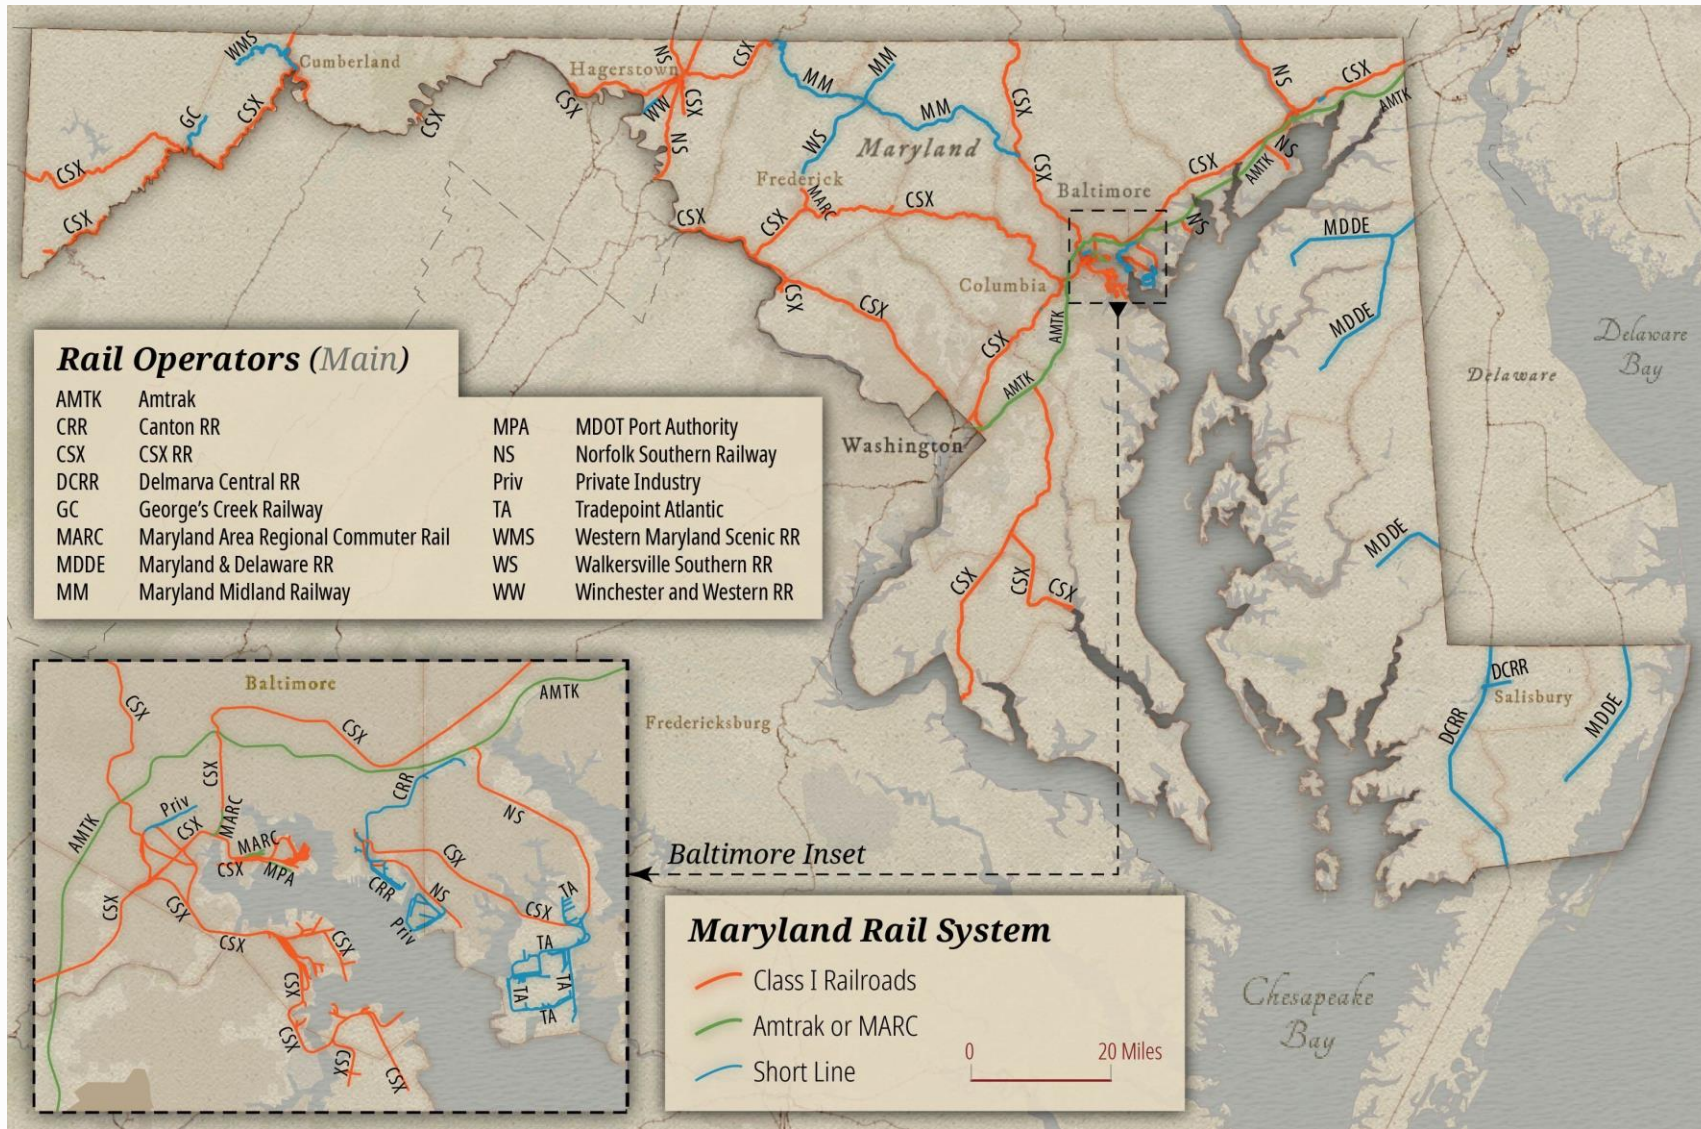 WMS
Cumberland
GC
CSX
CSX
CSX
CSX
Hagerstown
NS
CSX
CSX
WW
CSX
NS
MM
MM
MM
WS
Maryland
Frederick
MARC
CSX
CSX
CSX
CSX
CSX
CSX
CSX
Baltimore
NS
CSX
AMTK
CSX
AMTK
NS
NS
Columbia
AMTK
CSX
AMTK
Washington
MDDE
MDDE
Delaware
Delaware
Bay
MDDE
CSX
CSX
CSX
DCRR
Salisbury
DCRR
MDDE
Fredericksburg
Chesapeake
Bay
Rail Operators (Main)
AMTK Amtrak
CRR Canton RR
CSX CSX RR
DCRR Delmarva Central RR
GC George's Creek Railway
MARC Maryland Area Regional Commuter Rail
MDDE Maryland & Delaware RR
MM Maryland Midland Railway
MPA MDOT Port Authority
NS Norfolk Southern Railway
Priv Private Industry
TA Tradepoint Atlantic
WMS Western Maryland Scenic RR
WS Walkersville Southern RR
WW Winchester and Western RR
Baltimore
CSX
AMTK
CSX
CSX
CRR
Priv
AMTK
CSX
MARC
MARC
CSX
MPA
NS
CSX
CRR
NS
Priv
CSX
TA
TA
TA
TA
TA
CSX
CSX
CSX
CSX
CSX
CSX
CSX
CSX
Baltimore Inset
Maryland Rail System
Class I Railroads
Amtrak or MARC
Short Line
0 20 Miles